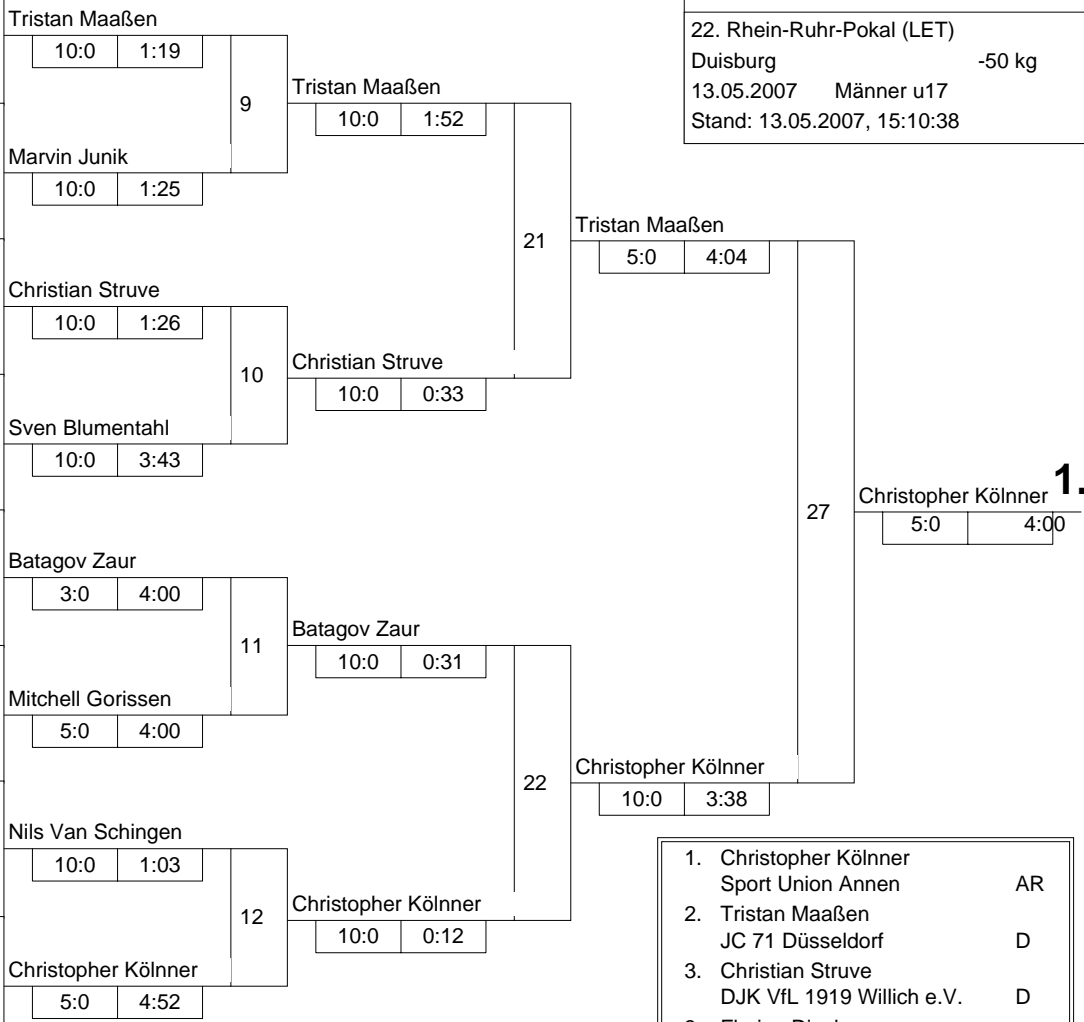 Tristan Maaßen
10:0 1:19
9
Marvin Junik
10:0 1:25
Christian Struve
10:0 1:26
10
Sven Blumentahl
10:0 3:43
Batagov Zaur
3:0 4:00
11
Mitchell Gorissen
5:0 4:00
Nils Van Schingen
10:0 1:03
12
Christopher Kölnner
5:0 4:52
Tristan Maaßen
10:0 1:52
21
Christian Struve
10:0 0:33
Batagov Zaur
10:0 0:31
22
Christopher Kölnner
10:0 0:12
Tristan Maaßen
5:0 4:04
27
Christopher Kölnner
10:0 3:38
Christopher Kölnner 1.
5:0 4:00
22. Rhein-Ruhr-Pokal (LET)
Duisburg -50 kg
13.05.2007 Männer u17
Stand: 13.05.2007, 15:10:38
1. Christopher Kölnner
Sport Union Annen AR
2. Tristan Maaßen
JC 71 Düsseldorf D
3. Christian Struve
DJK VfL 1919 Willich e.V. D